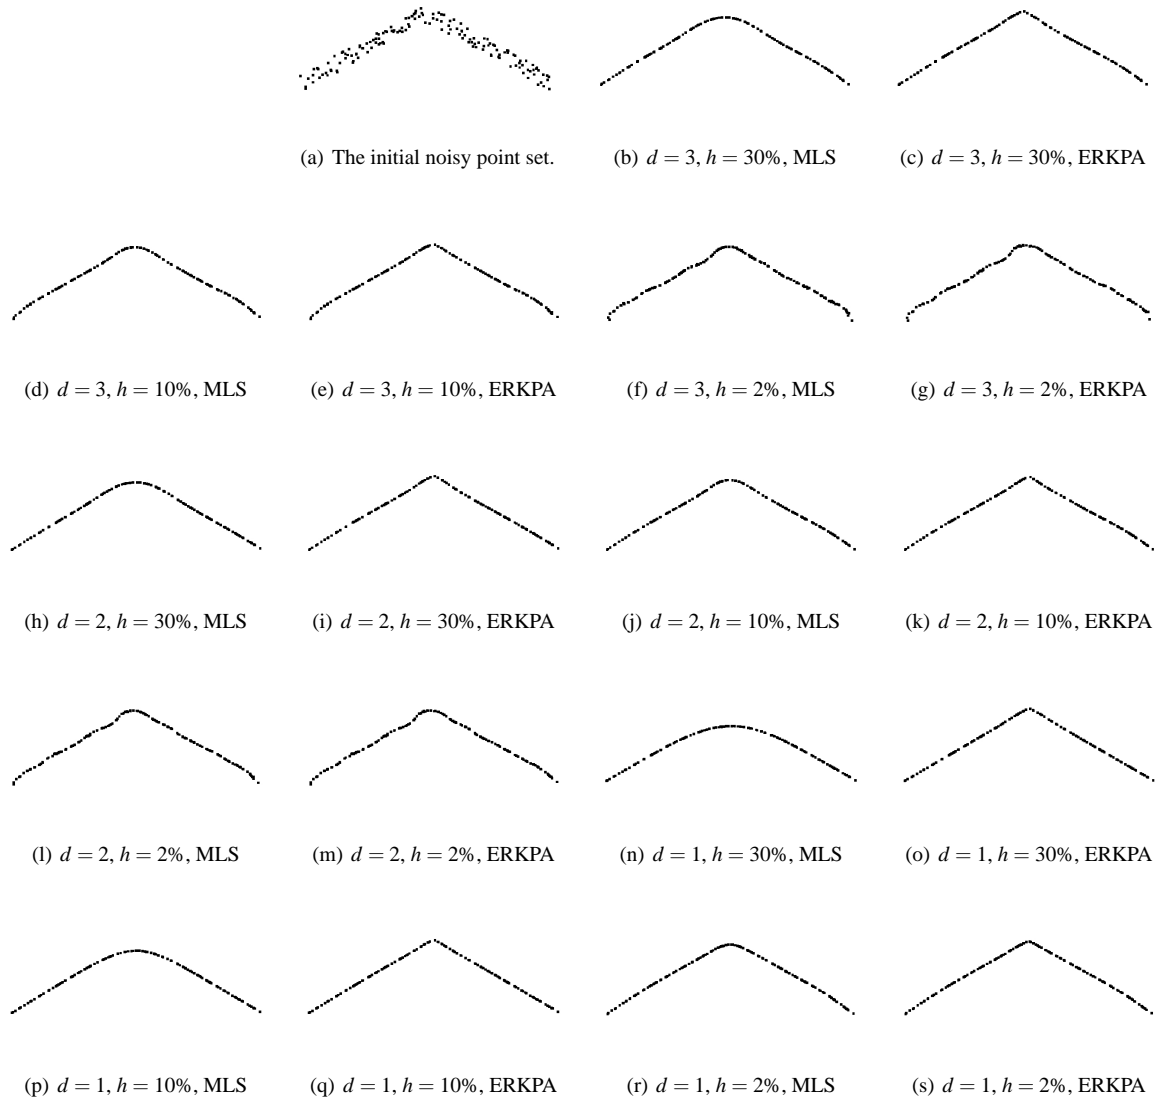 (a) The initial noisy point set.
(b) d = 3, h = 30%, MLS
(c) d = 3, h = 30%, ERKPA
(d) d = 3, h = 10%, MLS
(e) d = 3, h = 10%, ERKPA
(f) d = 3, h = 2%, MLS
(g) d = 3, h = 2%, ERKPA
(h) d = 2, h = 30%, MLS
(i) d = 2, h = 30%, ERKPA
(j) d = 2, h = 10%, MLS
(k) d = 2, h = 10%, ERKPA
(l) d = 2, h = 2%, MLS
(m) d = 2, h = 2%, ERKPA
(n) d = 1, h = 30%, MLS
(o) d = 1, h = 30%, ERKPA
(p) d = 1, h = 10%, MLS
(q) d = 1, h = 10%, ERKPA
(r) d = 1, h = 2%, MLS
(s) d = 1, h = 2%, ERKPA